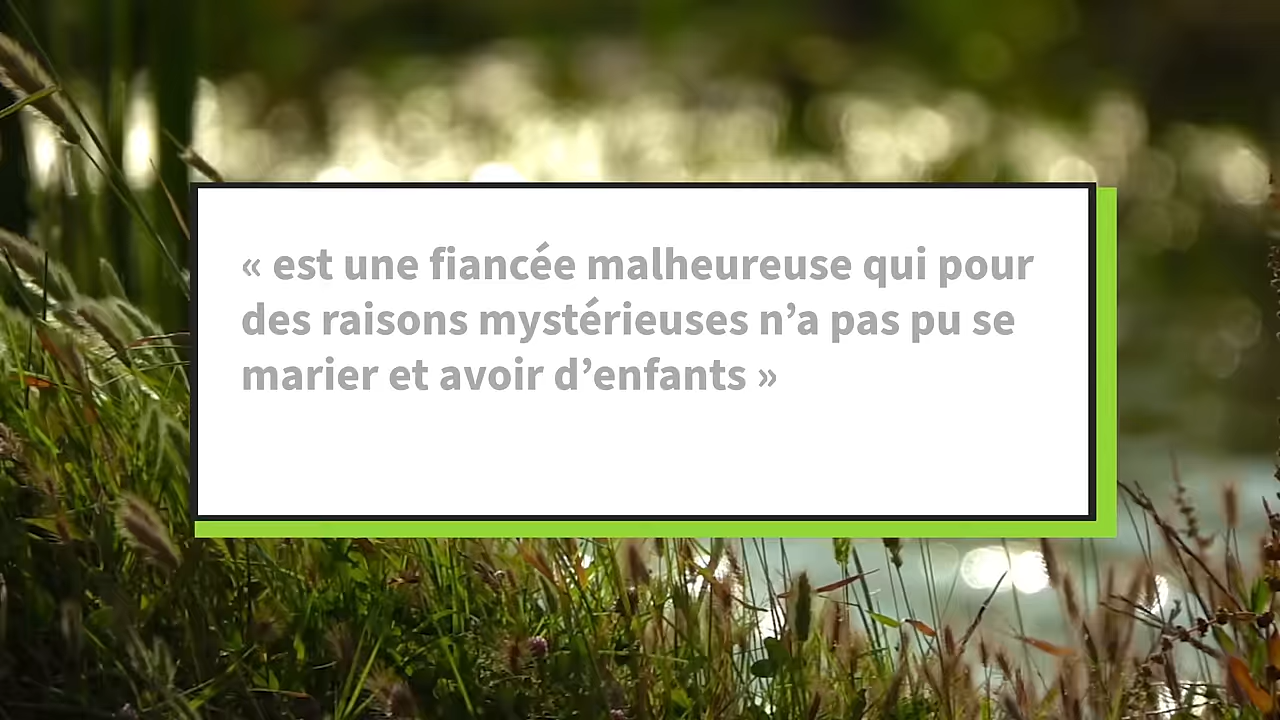 « est une fiancée malheureuse qui pour
des raisons mystérieuses n’a pas pu se
marier et avoir d’enfants »